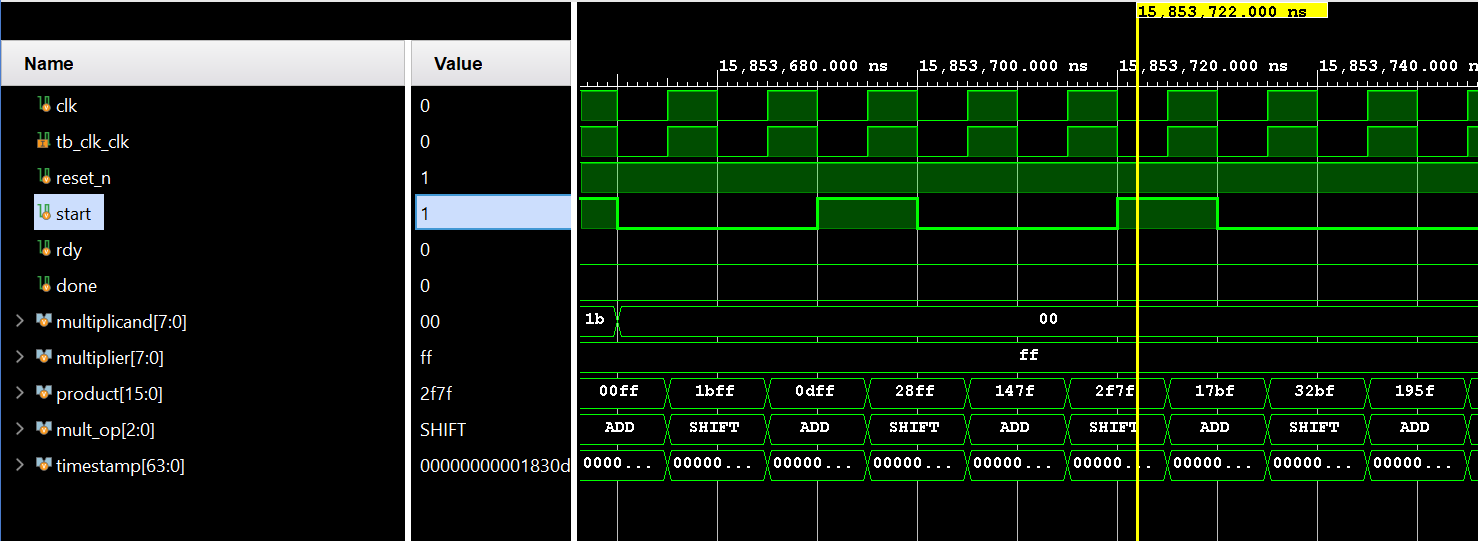 15,853,722.000 ns
Name Value 15,853,680.000 ns 15,853,700.000 ns 15,853,720.000 ns 15,853,740.000 n
clk 0
tb_clk_clk 0
reset_n 1
start 1
rdy 0
done 0
multiplicand[7:0] 00 1b 00
multiplier[7:0] ff ff
product[15:0] 2f7f 00ff 1bff 0dff 28ff 147f 2f7f 17bf 32bf 195f
mult_op[2:0] SHIFT ADD SHIFT ADD SHIFT ADD SHIFT ADD SHIFT ADD
timestamp[63:0] 00000000001830d 0000... 00000... 0000... 00000... 0000... 00000... 00000... 00000... 0000...